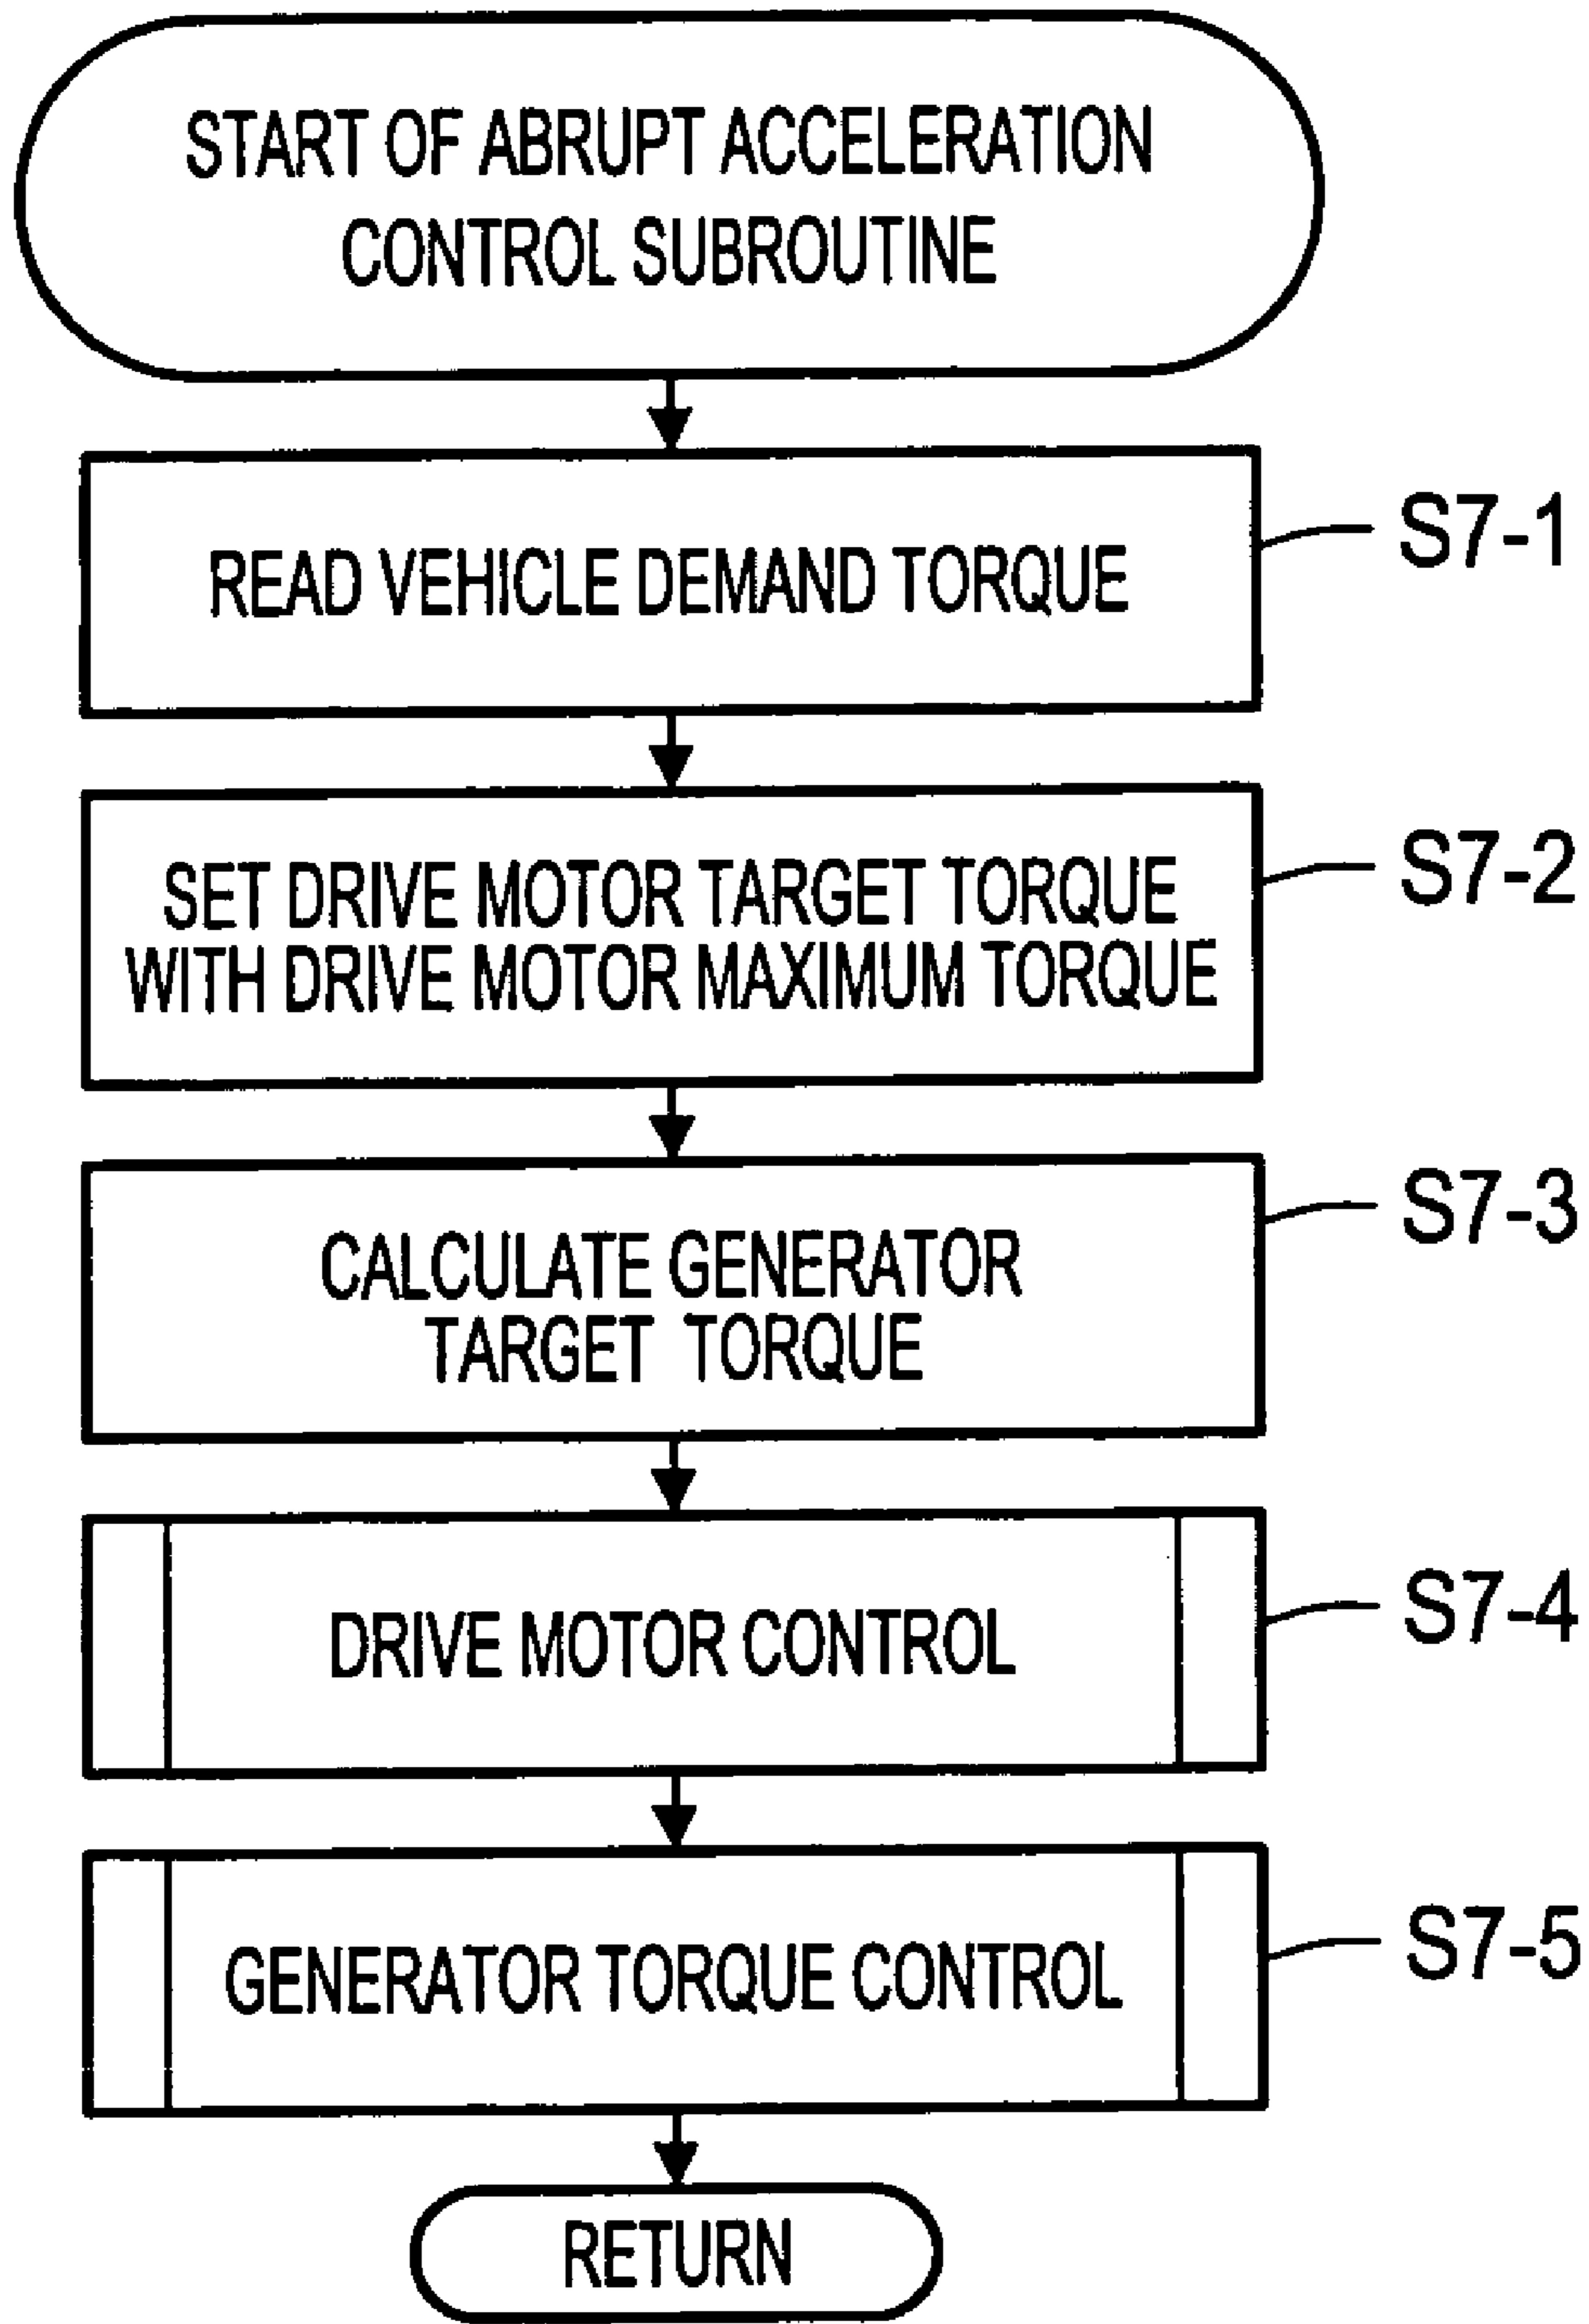 START OF ABRUPT ACCELERATION
CONTROL SUBROUTINE
READ VEHICLE DEMAND TORQUE
S7-1
SET DRIVE MOTOR TARGET TORQUE
WITH DRIVE MOTOR MAXIMUM TORQUE
S7-2
CALCULATE GENERATOR
TARGET TORQUE
S7-3
DRIVE MOTOR CONTROL
S7-4
GENERATOR TORQUE CONTROL
S7-5
RETURN